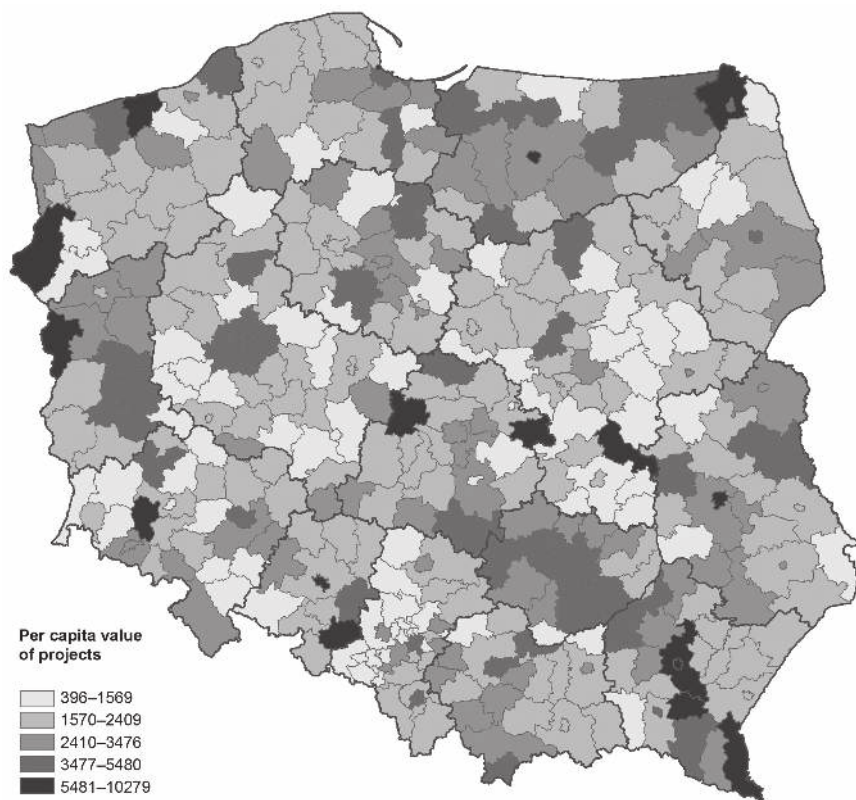 Per capita value
of projects
396–1569
1570–2409
2410–3476
3477–5480
5481–10279